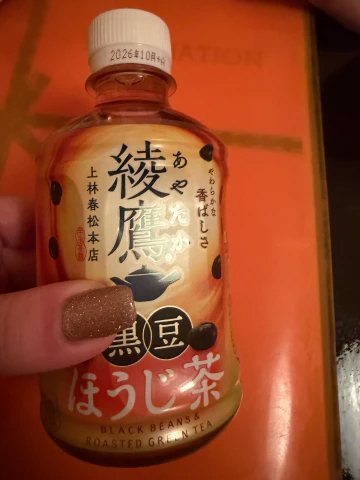 2026年10月
やわらかな
香ばしさ
あやたか
綾鷹
上林春松本店
黒豆
ほうじ茶
BLACK BEANS &
ROASTED GREEN TEA